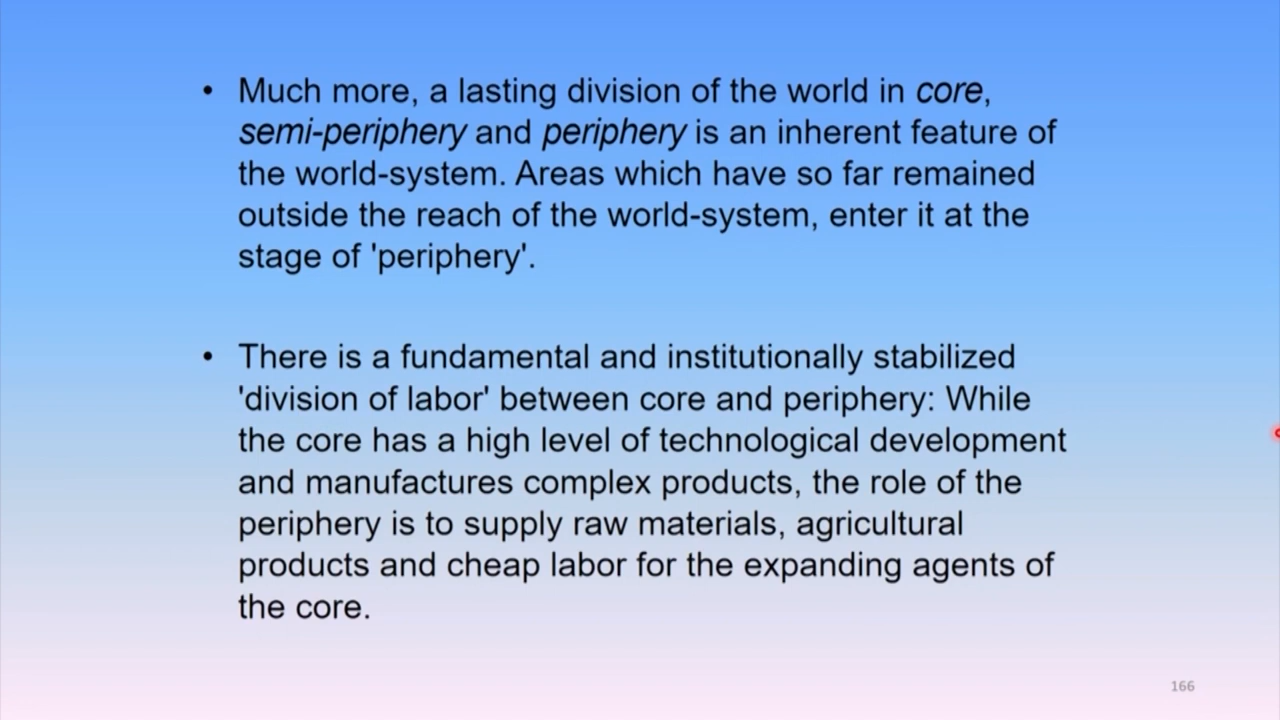 • Much more, a lasting division of the world in core,
semi-periphery and periphery is an inherent feature of
the world-system. Areas which have so far remained
outside the reach of the world-system, enter it at the
stage of 'periphery'.
• There is a fundamental and institutionally stabilized
'division of labor' between core and periphery: While
the core has a high level of technological development
and manufactures complex products, the role of the
periphery is to supply raw materials, agricultural
products and cheap labor for the expanding agents of
the core.
166